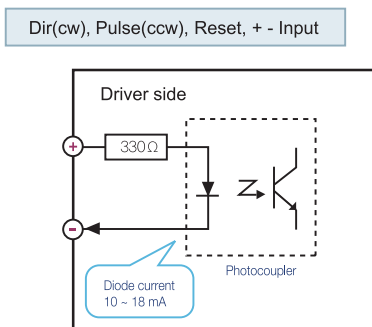 Dir(cw), Pulse(ccw), Reset, + - Input
Driver side
+
330Ω
-
Photocoupler
Diode current
10 ~ 18 mA